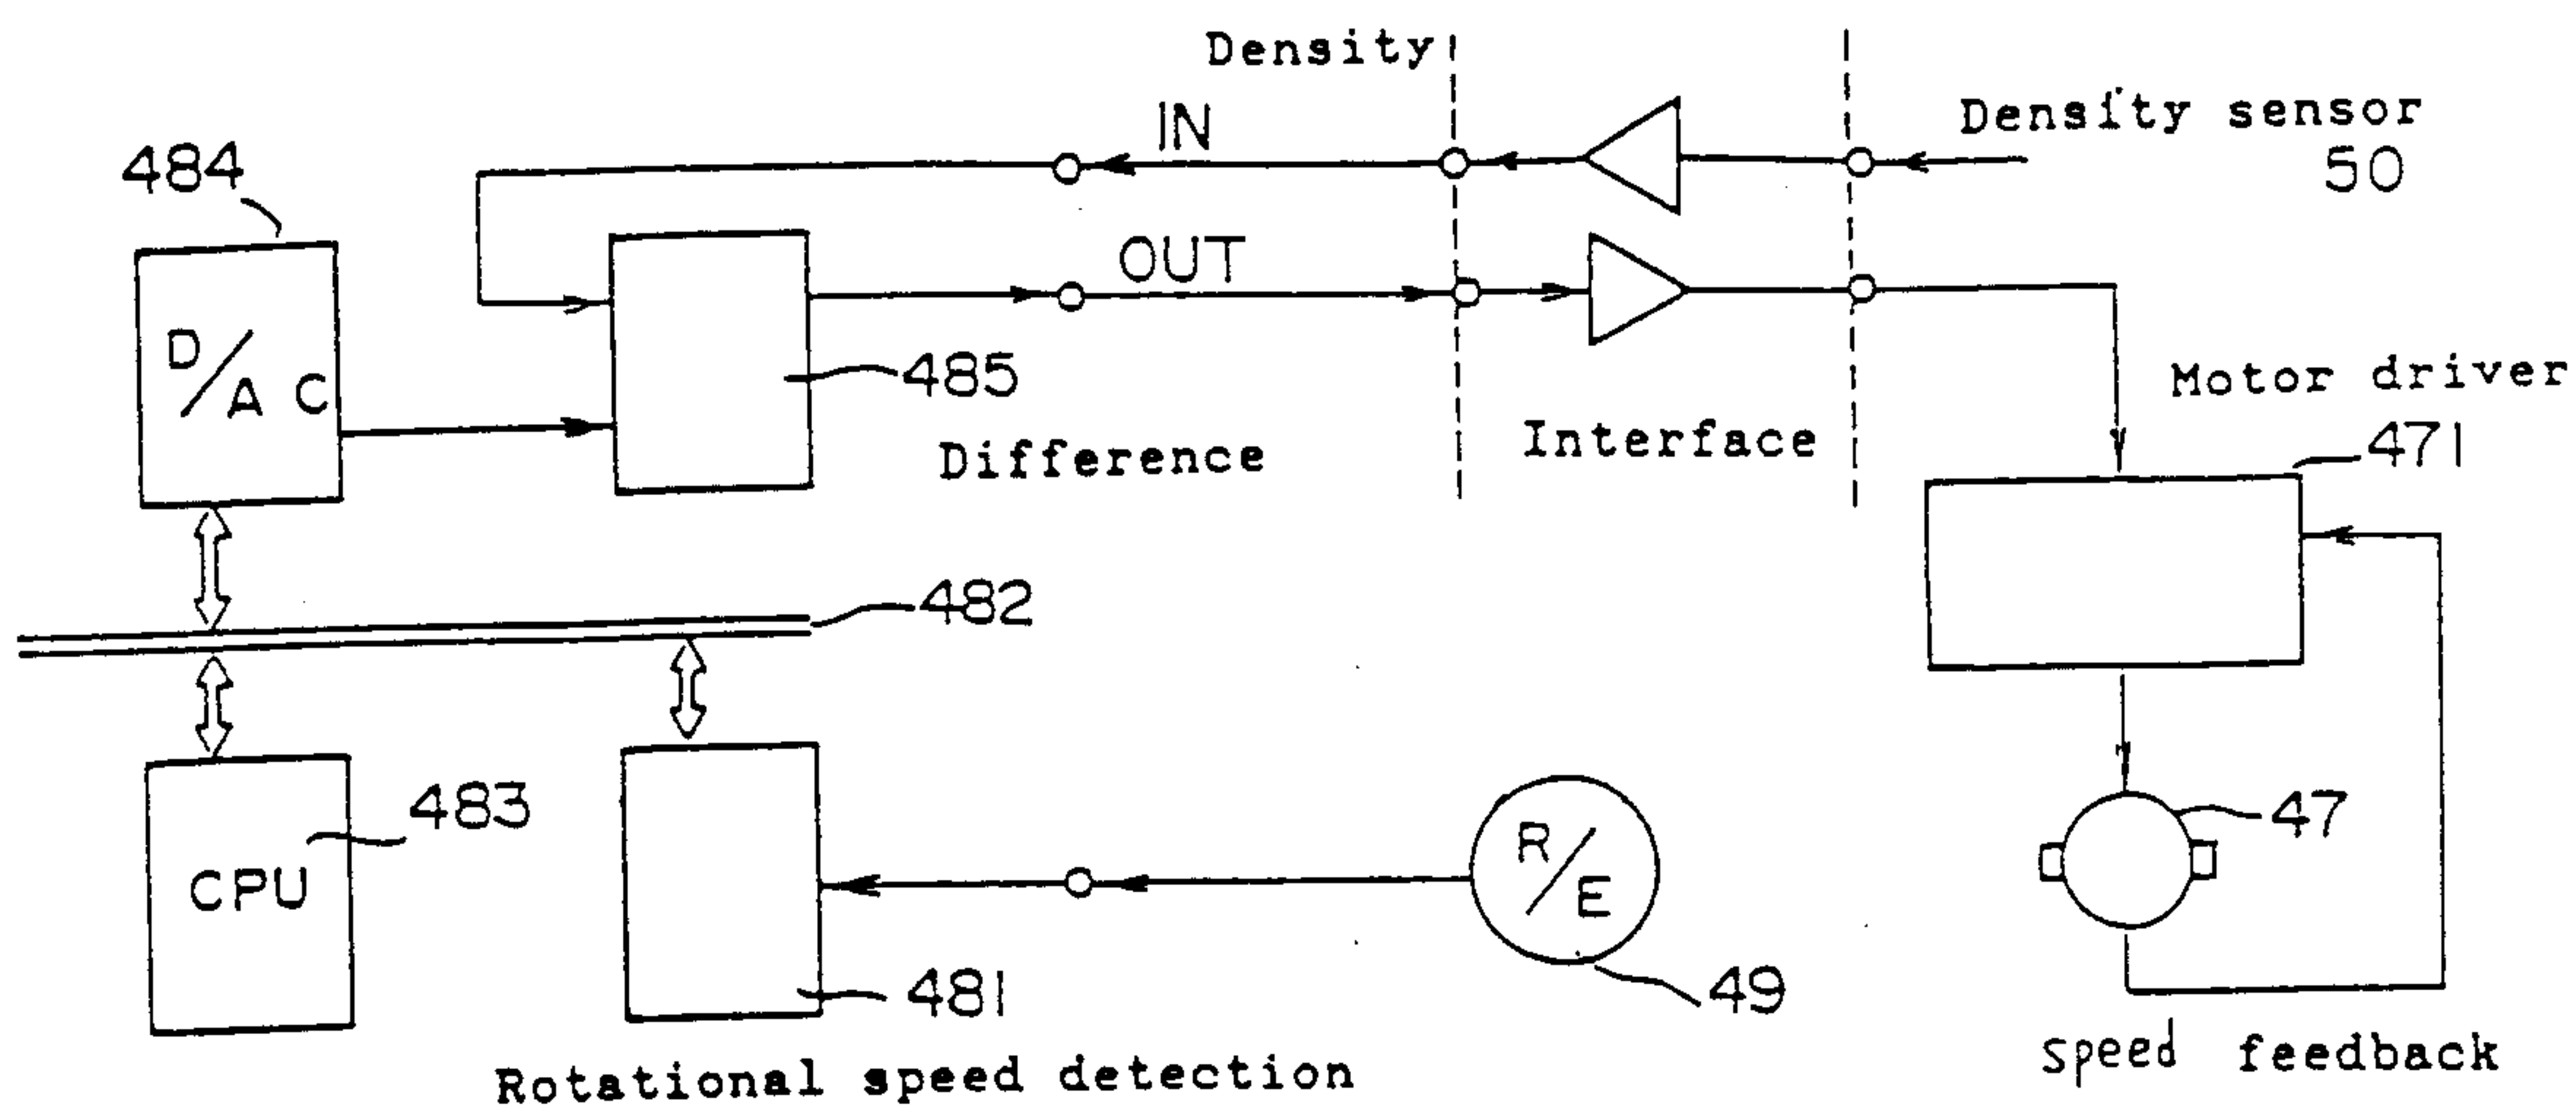 Density
IN
Density sensor
50
484
OUT
D/A C
485
Motor driver
471
Difference
Interface
482
483
CPU
R/E
47
481
49
Rotational speed detection
speed feedback